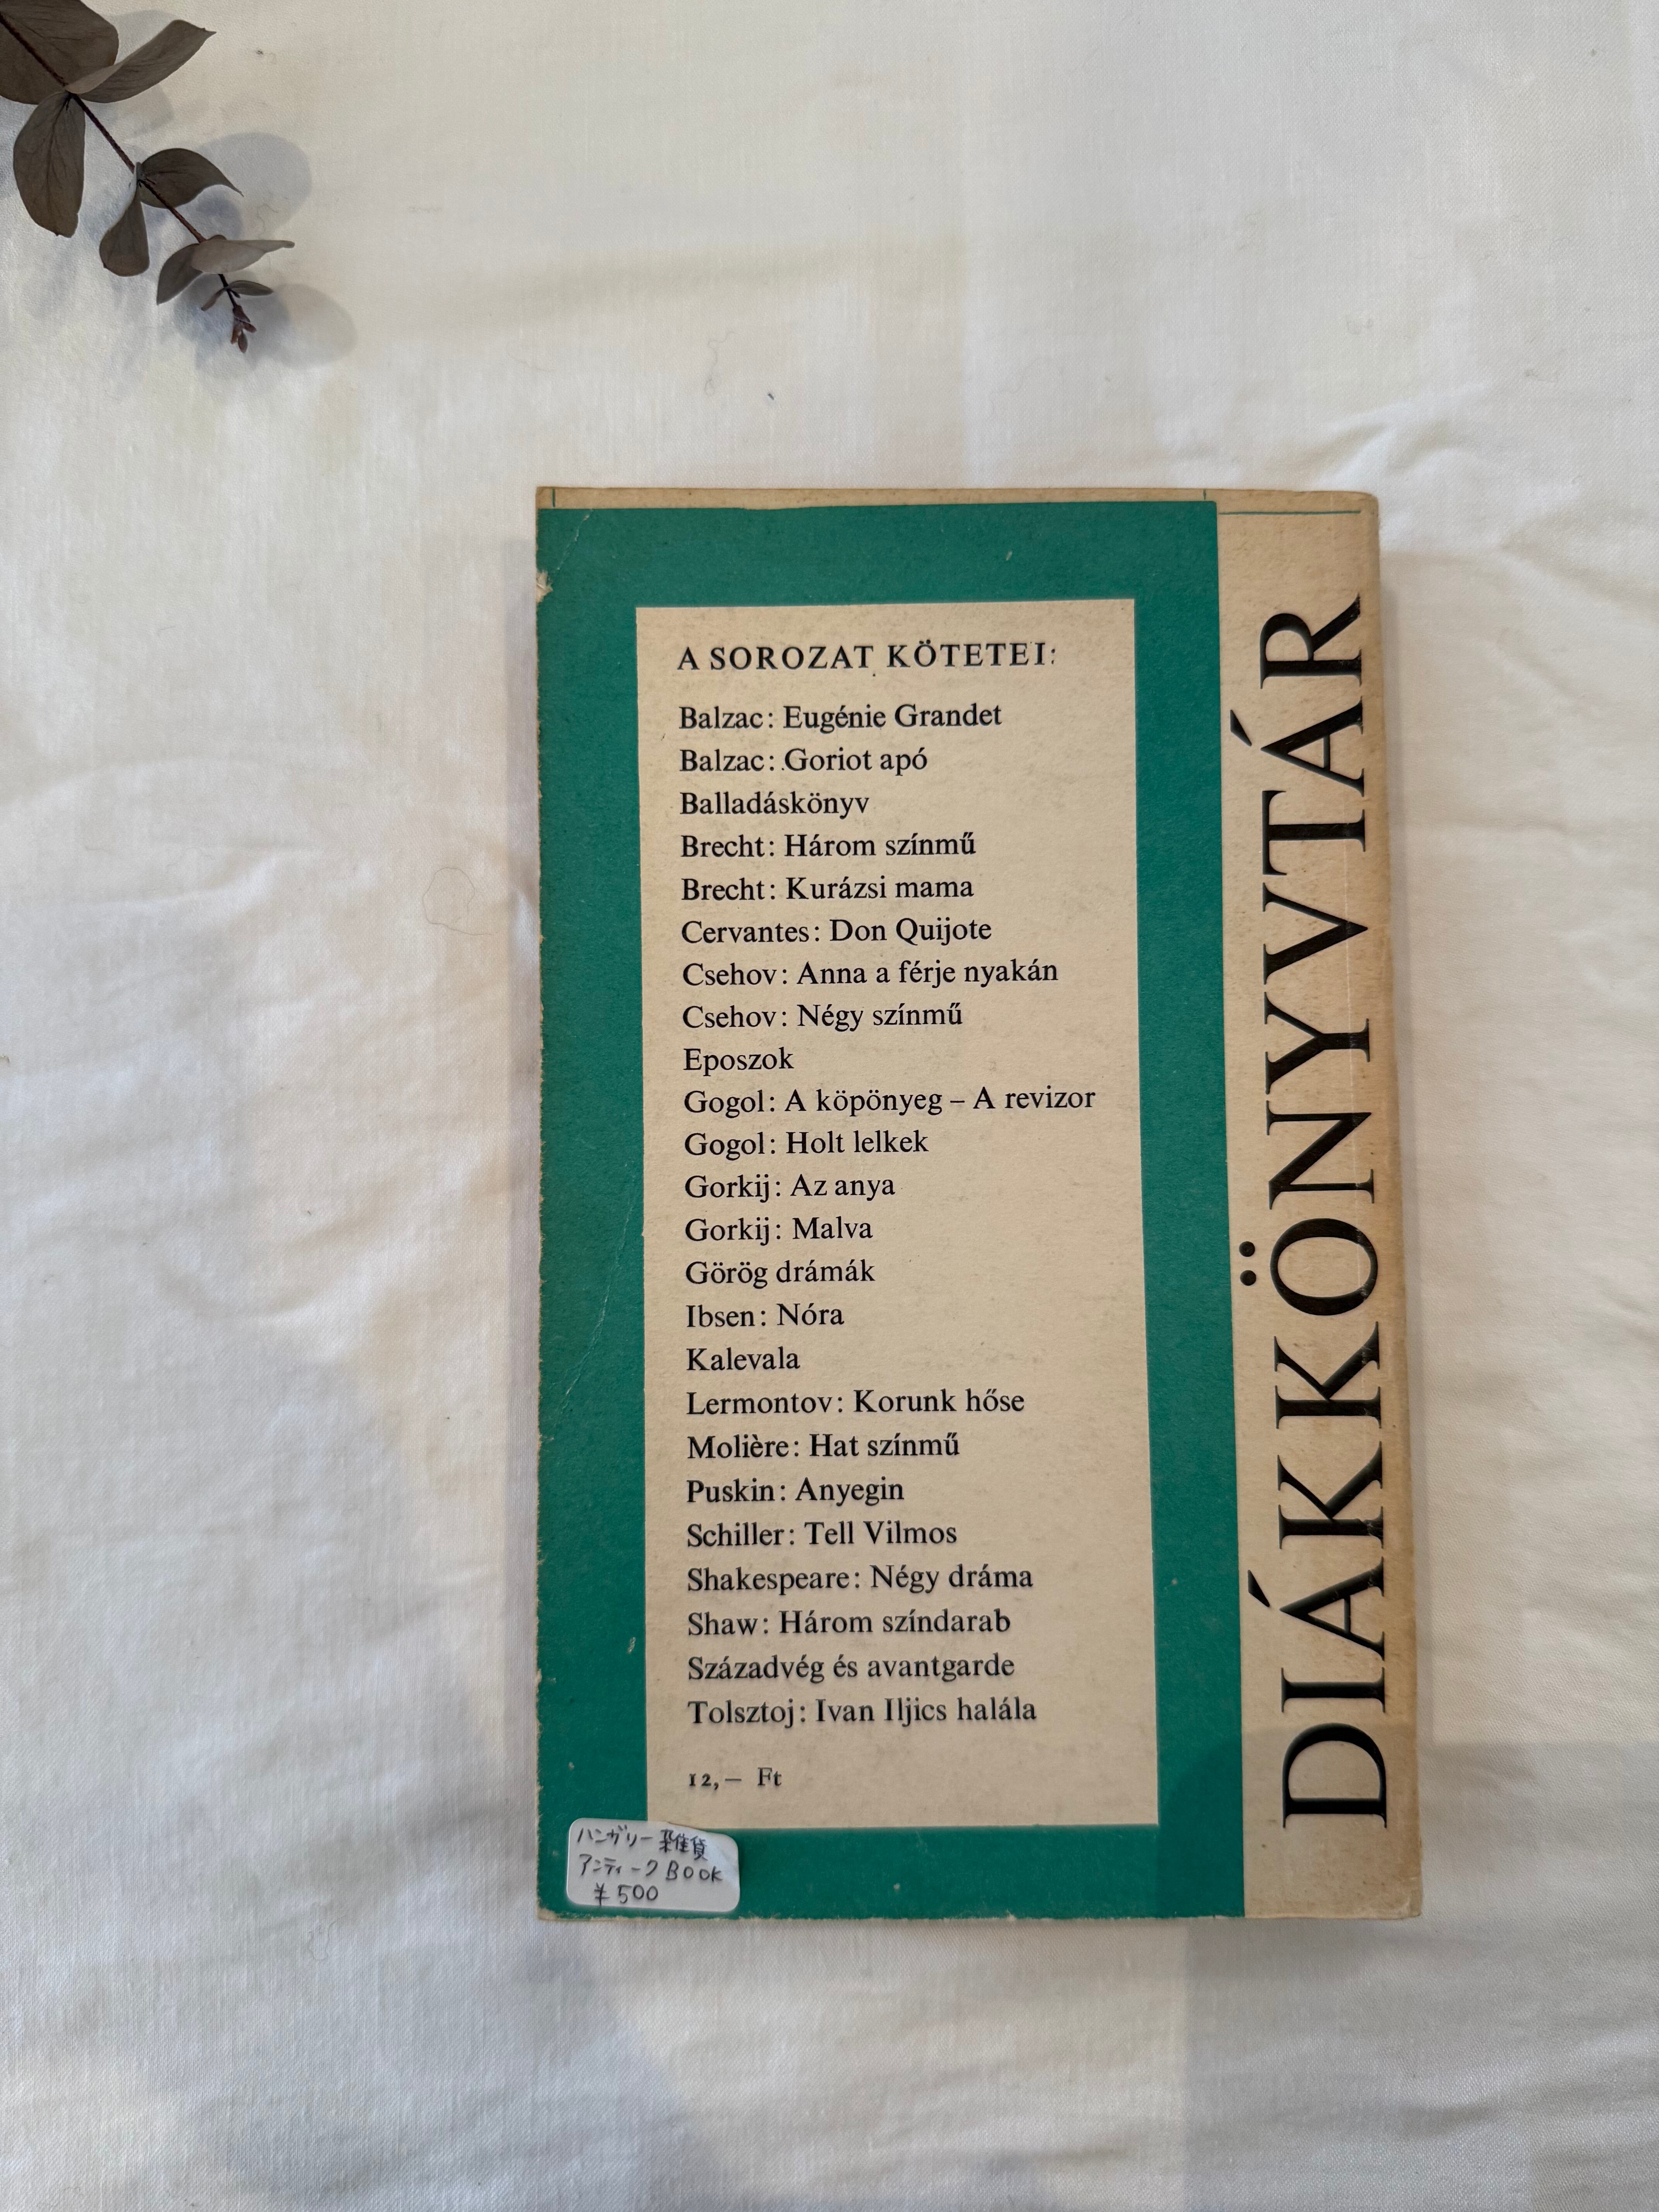 A SOROZAT KÖTETEI:
Balzac: Eugénie Grandet
Balzac: Goriot apó
Balladáskönyv
Brecht: Három színmű
Brecht: Kurázsi mama
Cervantes: Don Quijote
Csehov: Anna a férje nyakán
Csehov: Négy színmű
Eposzok
Gogol: A köpönyeg – A revizor
Gogol: Holt lelkek
Gorkij: Az anya
Gorkij: Malva
Görög drámák
Ibsen: Nóra
Kalevala
Lermontov: Korunk hőse
Molière: Hat színmű
Puskin: Anyegin
Schiller: Tell Vilmos
Shakespeare: Négy dráma
Shaw: Három színdarab
Századvég és avantgarde
Tolsztoj: Ivan Iljics halála
12,– Ft
ハンガリー雑貨
アンティーク BOOK
¥500
DIÁKKÖNYVTÁR